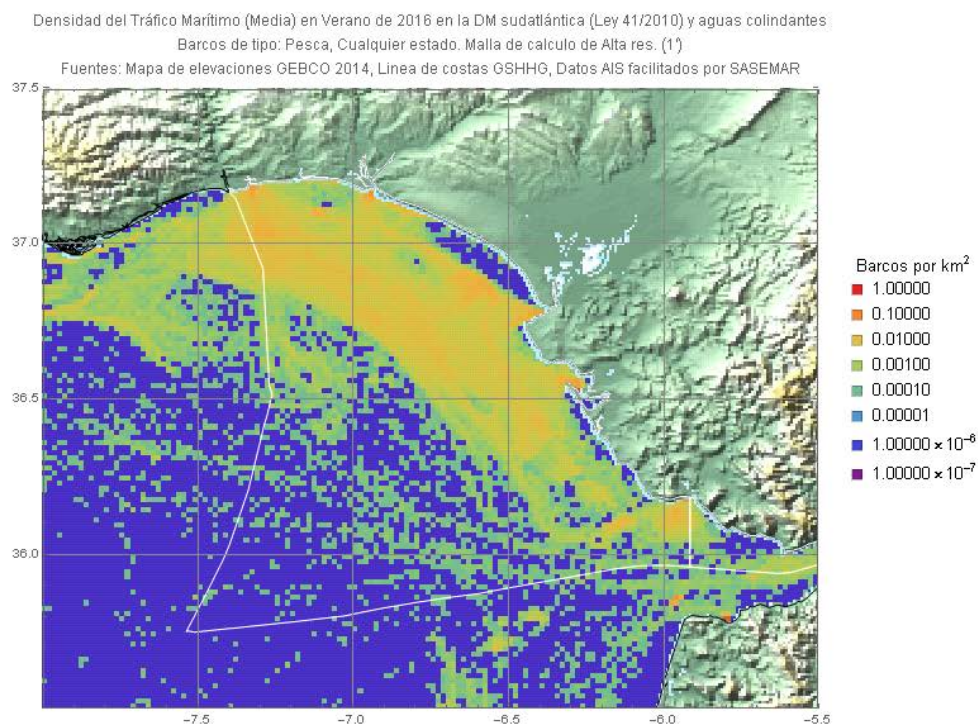 Densidad del Tráfico Marítimo (Media) en Verano de 2016 en la DM sudatlántica (Ley 41/2010) y aguas colindantes
Barcos de tipo: Pesca, Cualquier estado. Malla de calculo de Alta res. (1')
Fuentes: Mapa de elevaciones GEBCO 2014, Linea de costas GSHHG, Datos AIS facilitados por SASEMAR
37.5
37.0
36.5
36.0
-7.5
-7.0
-6.5
-6.0
-5.5
Barcos por km²
1.00000
0.10000
0.01000
0.00100
0.00010
0.00001
1.00000 × 10⁻⁶
1.00000 × 10⁻⁷